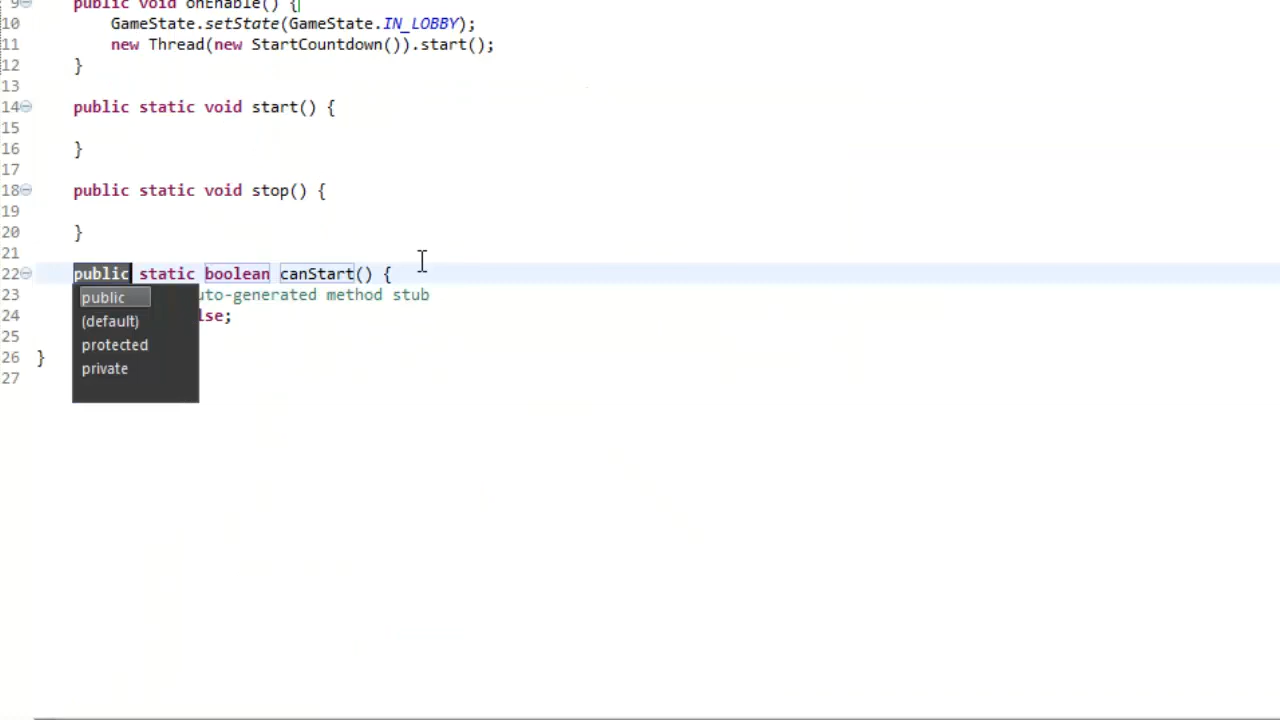 9 public void onEnable() {
10 GameState.setState(GameState.IN_LOBBY);
11 new Thread(new StartCountdown()).start();
12 }
13
14 public static void start() {
15
16 }
17
18 public static void stop() {
19
20 }
21
22 public static boolean canStart() {
23 uto-generated method stub
24 lse;
25
26 }
27
public
(default)
protected
private